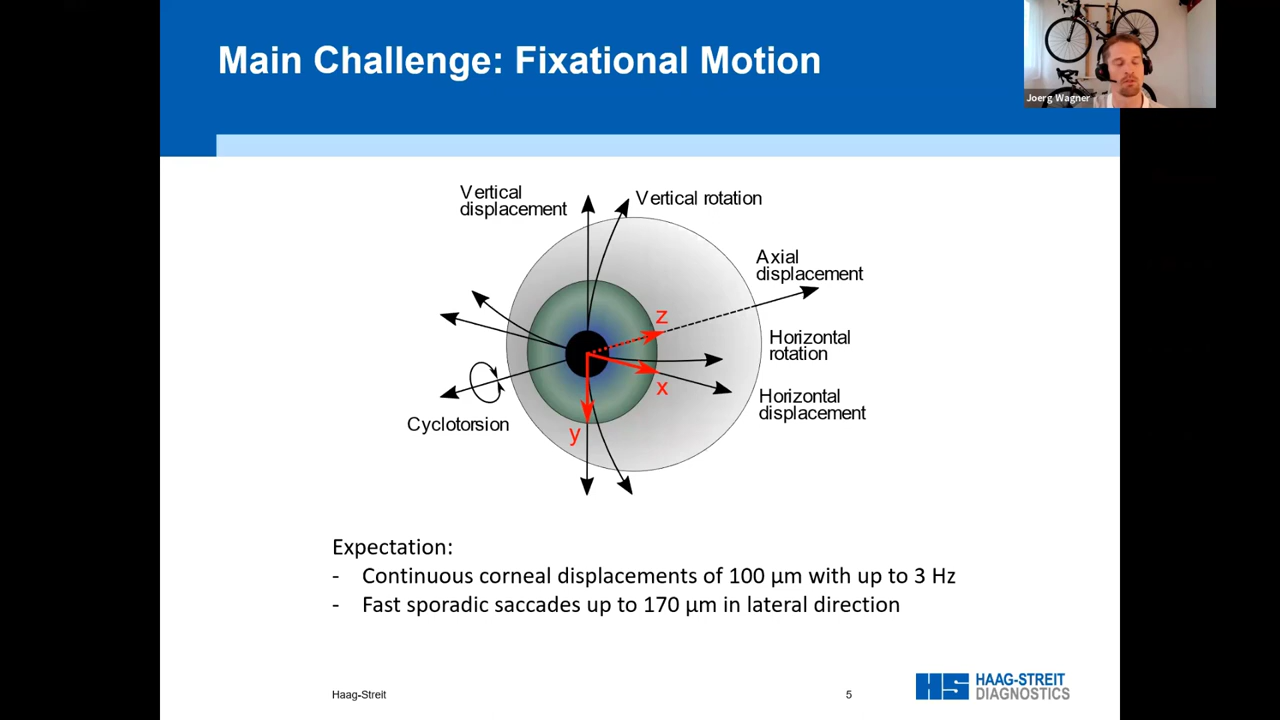 Main Challenge: Fixational Motion
Joerg Wagner
Vertical
displacement
Vertical rotation
Axial
displacement
z
Horizontal
rotation
x
Horizontal
displacement
Cyclotorsion
y
Expectation:
- Continuous corneal displacements of 100 µm with up to 3 Hz
- Fast sporadic saccades up to 170 µm in lateral direction
Haag-Streit
5
HS HAAG-STREIT
DIAGNOSTICS